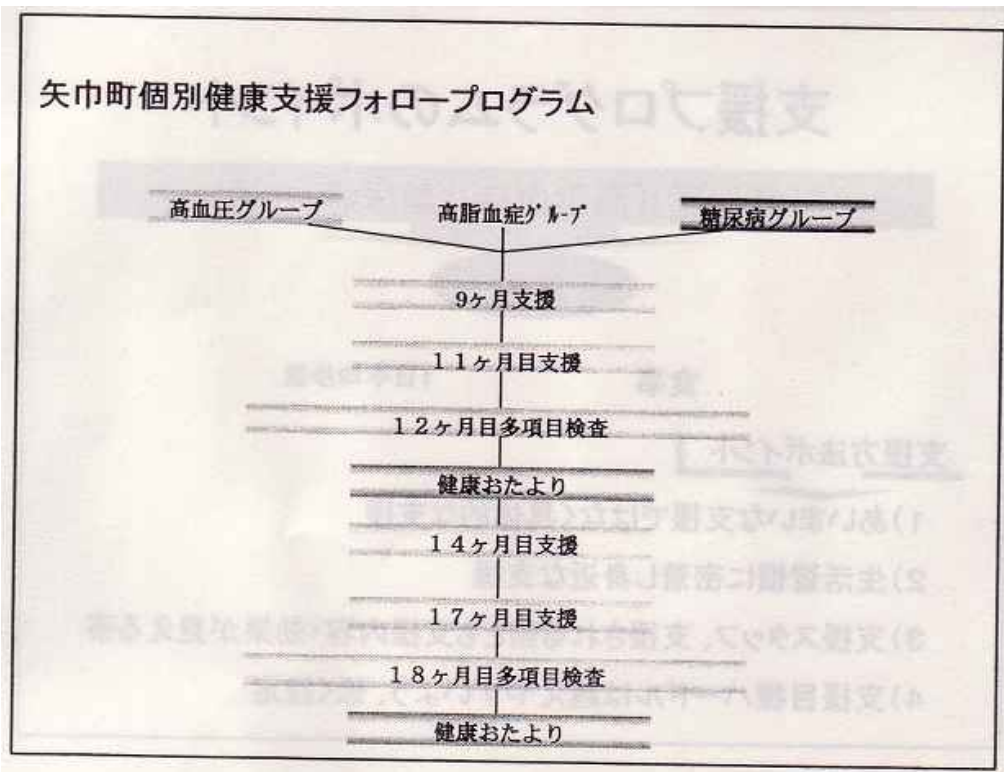 矢巾町個別健康支援フォロープログラム
高血圧グループ 高脂血症ｸﾞﾙｰﾌﾟ 糖尿病グループ
9ヶ月支援
１１ヶ月目支援
１２ヶ月目多項目検査
健康おたより
１４ヶ月目支援
１７ヶ月目支援
１８ヶ月目多項目検査
健康おたより